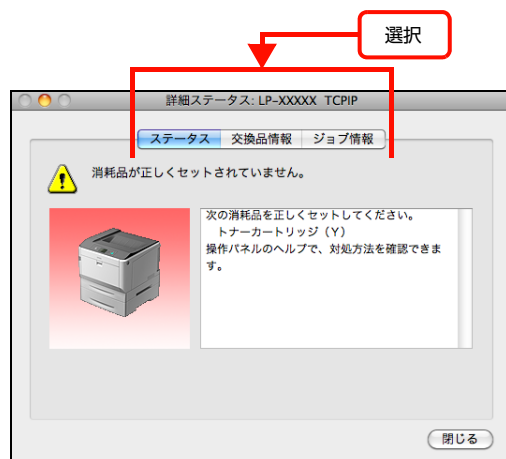 選択
詳細ステータス: LP-XXXXX TCPIP
ステータス 交換品情報 ジョブ情報
消耗品が正しくセットされていません。
次の消耗品を正しくセットしてください。
トナーカートリッジ（Y）
操作パネルのヘルプで、対処方法を確認できま
す。
閉じる